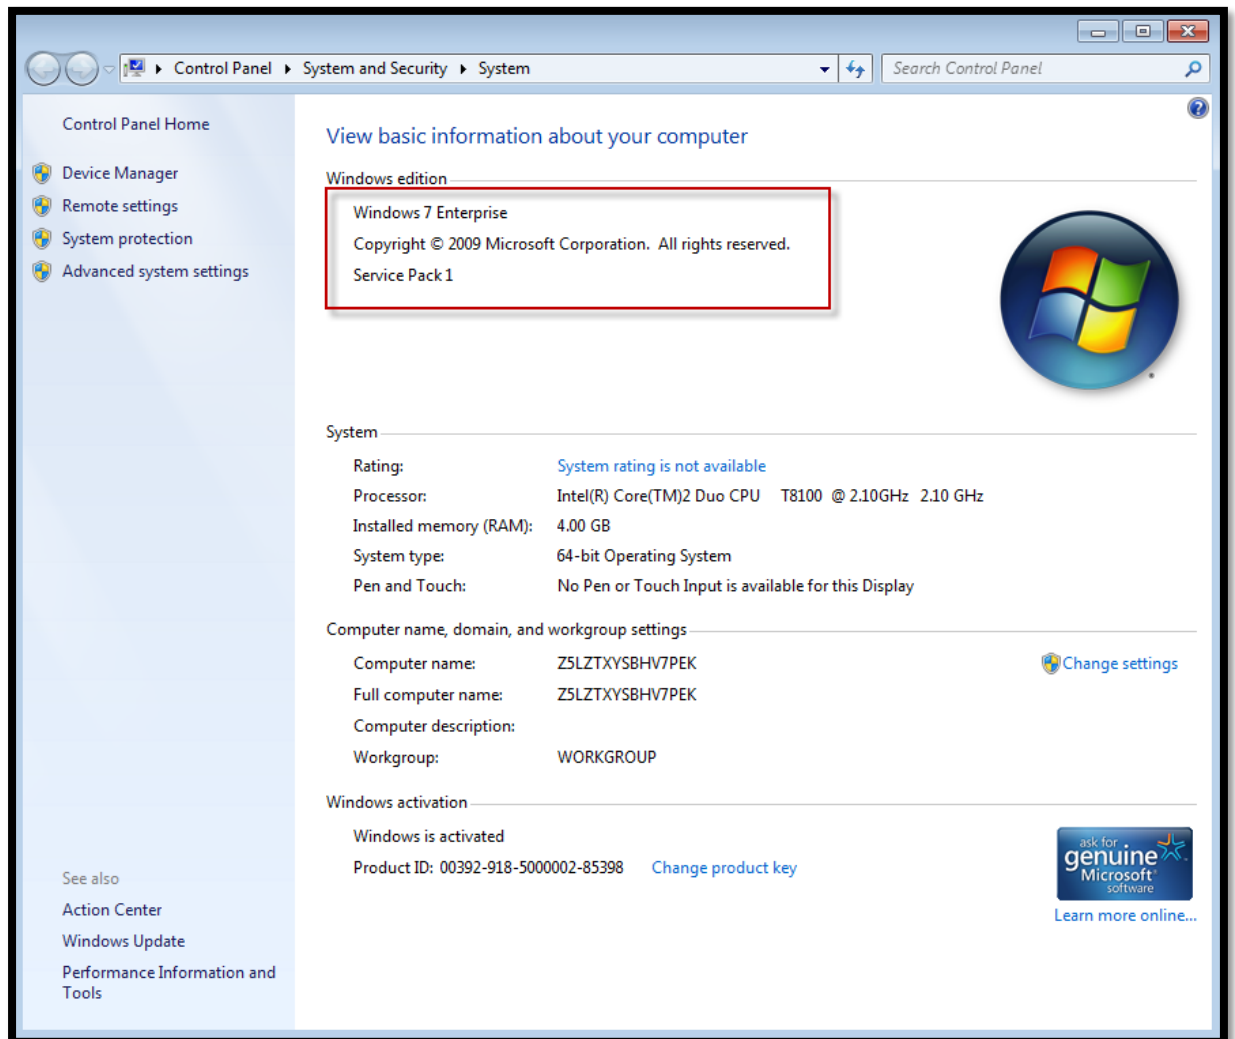 Control Panel ▸ System and Security ▸ System
Search Control Panel
Control Panel Home
Device Manager
Remote settings
System protection
Advanced system settings
View basic information about your computer
Windows edition
Windows 7 Enterprise
Copyright © 2009 Microsoft Corporation.  All rights reserved.
Service Pack 1
System
Rating: System rating is not available
Processor: Intel(R) Core(TM)2 Duo CPU T8100 @ 2.10GHz 2.10 GHz
Installed memory (RAM): 4.00 GB
System type: 64-bit Operating System
Pen and Touch: No Pen or Touch Input is available for this Display
Computer name, domain, and workgroup settings
Computer name: Z5LZTXYSBHV7PEK
Change settings
Full computer name: Z5LZTXYSBHV7PEK
Computer description:
Workgroup: WORKGROUP
Windows activation
Windows is activated
Product ID: 00392-918-5000002-85398 Change product key
ask for
genuine
Microsoft
software
Learn more online...
See also
Action Center
Windows Update
Performance Information and
Tools